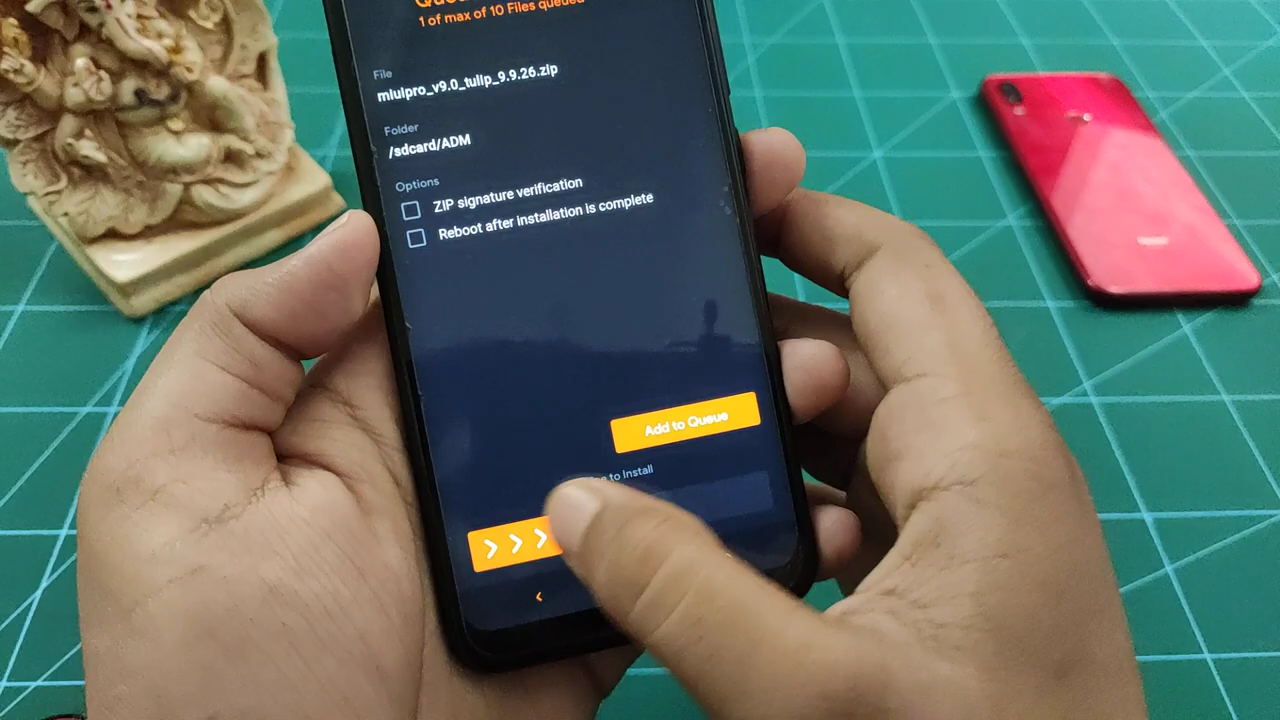 1 of max of 10 Files queued
File
miuipro_v9.0_tulip_9.9.26.zip
Folder
/sdcard/ADM
Options
ZIP signature verification
Reboot after installation is complete
Add to Queue
to Install